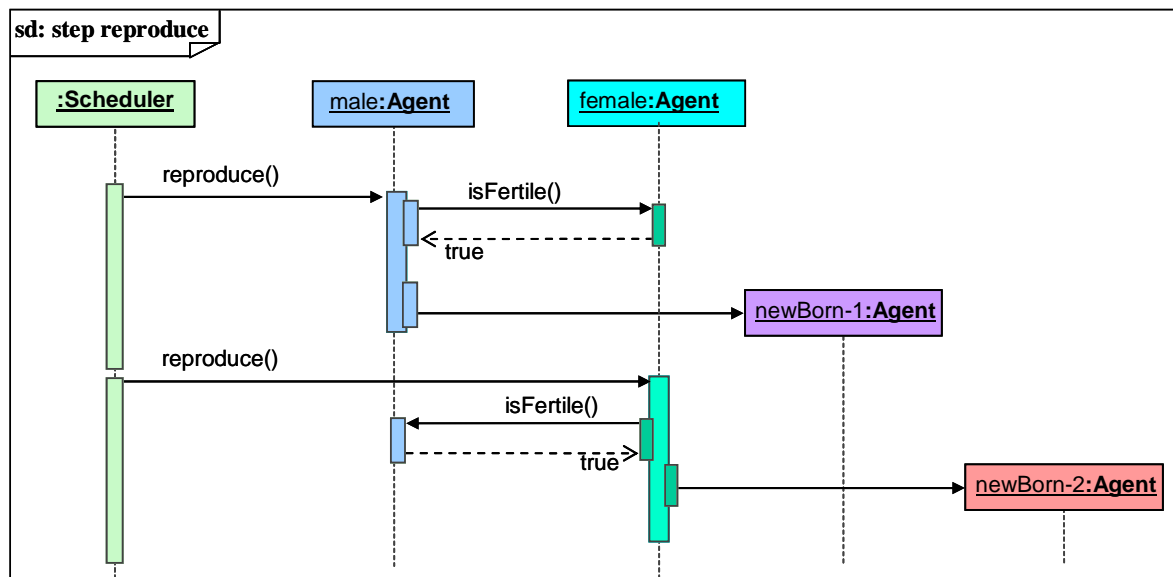 sd: step reproduce
:Scheduler
male:Agent
female:Agent
reproduce()
isFertile()
true
newBorn-1:Agent
reproduce()
isFertile()
true
newBorn-2:Agent